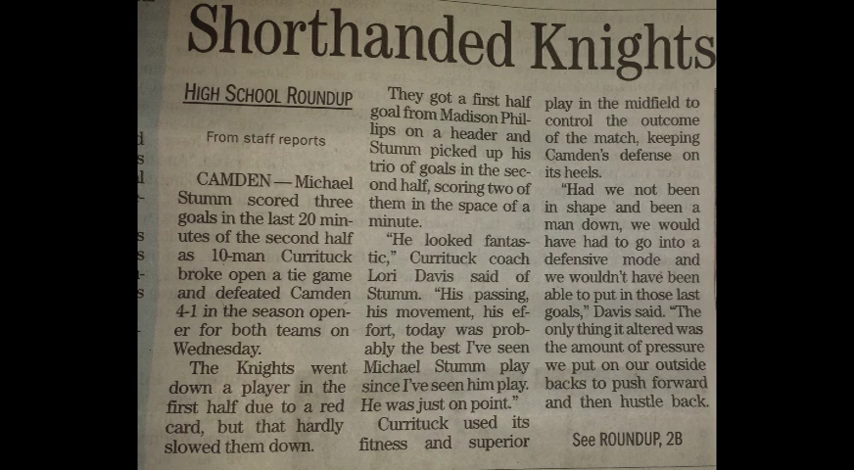 Shorthanded Knights
HIGH SCHOOL ROUNDUP
From staff reports
CAMDEN — Michael
Stumm scored three
goals in the last 20 min-
utes of the second half
as 10-man Currituck
broke open a tie game
and defeated Camden
4-1 in the season open-
er for both teams on
Wednesday.
The Knights went
down a player in the
first half due to a red
card, but that hardly
slowed them down.
They got a first half
goal from Madison Phil-
lips on a header and
Stumm picked up his
trio of goals in the sec-
ond half, scoring two of
them in the space of a
minute.
“He looked fantas-
tic,” Currituck coach
Lori Davis said of
Stumm. “His passing,
his movement, his ef-
fort, today was prob-
ably the best I've seen
Michael Stumm play
since I've seen him play.
He was just on point.”
Currituck used its
fitness and superior
play in the midfield to
control the outcome
of the match, keeping
Camden's defense on
its heels.
“Had we not been
in shape and been a
man down, we would
have had to go into a
defensive mode and
we wouldn't have been
able to put in those last
goals,” Davis said. “The
only thing it altered was
the amount of pressure
we put on our outside
backs to push forward
and then hustle back.
See ROUNDUP, 2B